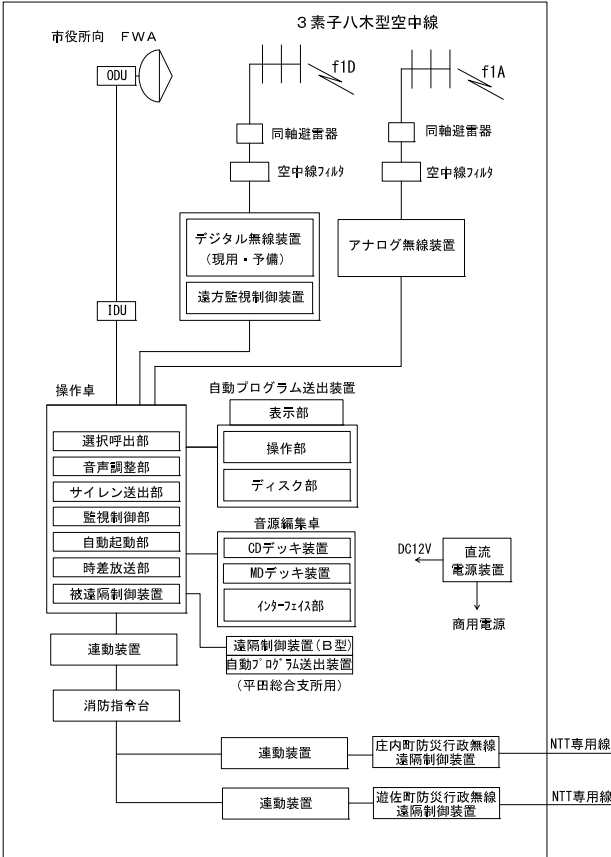 3素子八木型空中線
市役所向 FWA
ODU
f1D
f1A
同軸避雷器
同軸避雷器
空中線フィルタ
空中線フィルタ
デジタル無線装置
(現用・予備)
アナログ無線装置
遠方監視制御装置
IDU
操作卓
自動プログラム送出装置
表示部
選択呼出部
操作部
音声調整部
サイレン送出部
ディスク部
監視制御部
音源編集卓
自動起動部
CDデッキ装置
時差放送部
MDデッキ装置
被遠隔制御装置
インターフェイス部
DC12V
直流
電源装置
商用電源
連動装置
遠隔制御装置(B型)
自動プログラム送出装置
(平田総合支所用)
消防指令台
連動装置
庄内町防災行政無線
遠隔制御装置
NTT専用線
連動装置
遊佐町防災行政無線
遠隔制御装置
NTT専用線